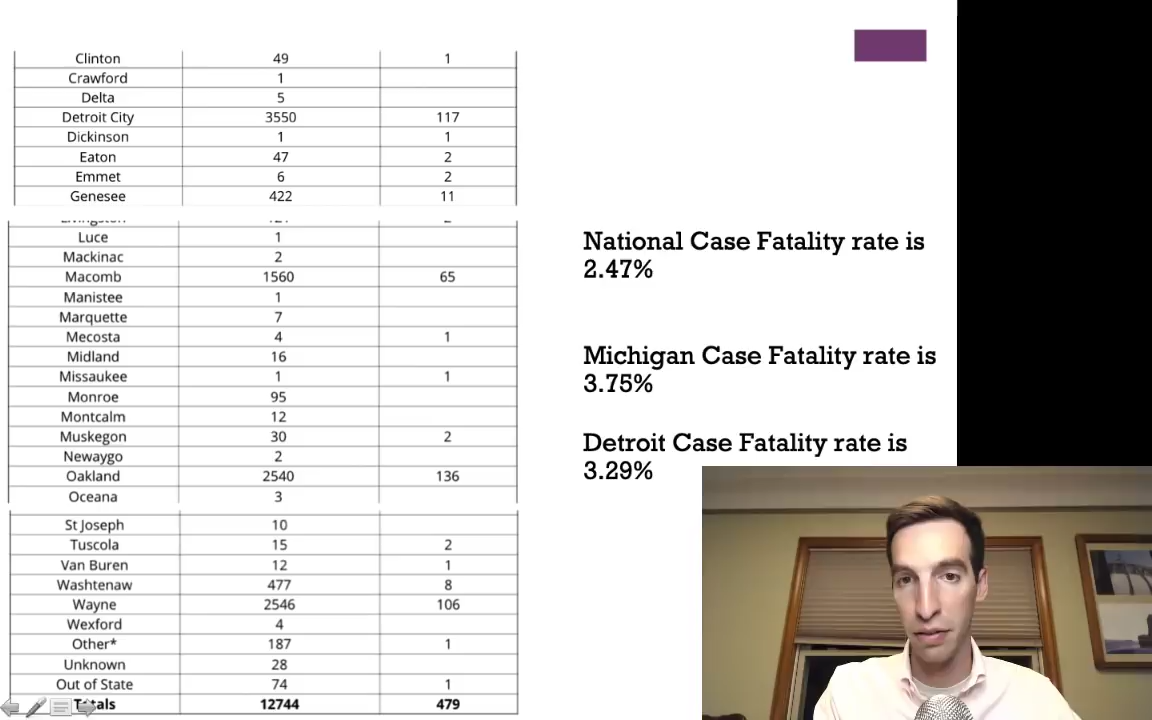 Clinton 49 1
Crawford 1
Delta 5
Detroit City 3550 117
Dickinson 1 1
Eaton 47 2
Emmet 6 2
Genesee 422 11
Luce 1
Mackinac 2
Macomb 1560 65
Manistee 1
Marquette 7
Mecosta 4 1
Midland 16
Missaukee 1 1
Monroe 95
Montcalm 12
Muskegon 30 2
Newaygo 2
Oakland 2540 136
Oceana 3
St Joseph 10
Tuscola 15 2
Van Buren 12 1
Washtenaw 477 8
Wayne 2546 106
Wexford 4
Other* 187 1
Unknown 28
Out of State 74 1
Totals 12744 479
National Case Fatality rate is
2.47%
Michigan Case Fatality rate is
3.75%
Detroit Case Fatality rate is
3.29%